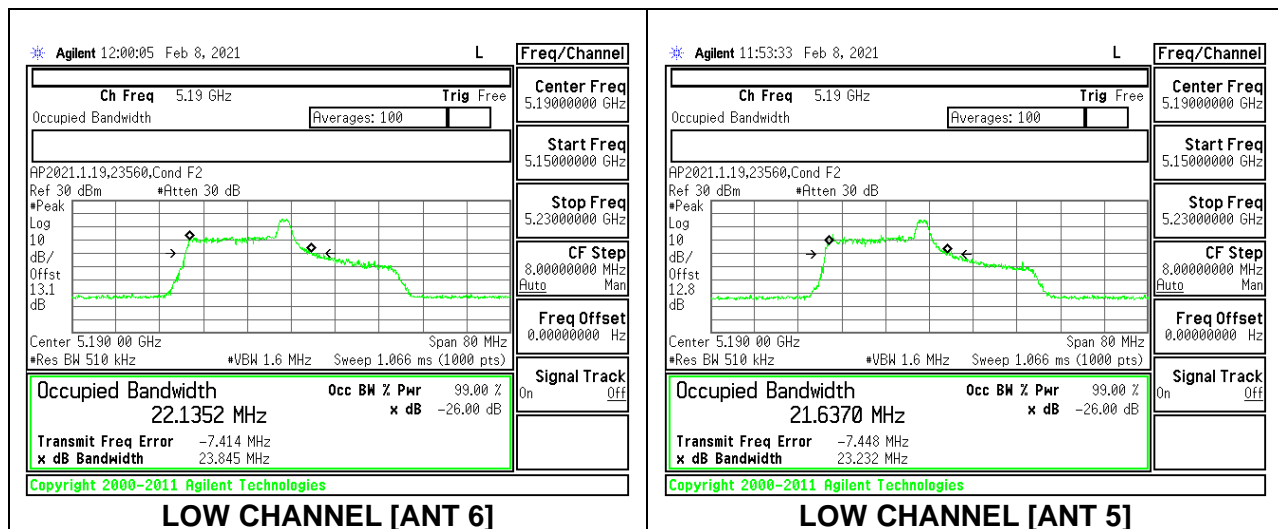 Agilent 12:00:05 Feb 8, 2021 L
Freq/Channel
Ch Freq 5.19 GHz Trig Free
Occupied Bandwidth Averages: 100
AP2021.1.19,23560,Cond F2
Ref 30 dBm #Atten 30 dB
#Peak
Log
10
dB/
Offst
13.1
dB
Center 5.190 00 GHz Span 80 MHz
#Res BW 510 kHz #VBW 1.6 MHz Sweep 1.066 ms (1000 pts)
Occupied Bandwidth Occ BW % Pwr 99.00 %
22.1352 MHz x dB -26.00 dB
Transmit Freq Error -7.414 MHz
x dB Bandwidth 23.845 MHz
Copyright 2000-2011 Agilent Technologies
Center Freq
5.19000000 GHz
Start Freq
5.15000000 GHz
Stop Freq
5.23000000 GHz
CF Step
8.00000000 MHz
Auto Man
Freq Offset
0.00000000 Hz
Signal Track
On Off
LOW CHANNEL [ANT 6]
Agilent 11:53:33 Feb 8, 2021 L
Freq/Channel
Ch Freq 5.19 GHz Trig Free
Occupied Bandwidth Averages: 100
AP2021.1.19,23560,Cond F2
Ref 30 dBm #Atten 30 dB
#Peak
Log
10
dB/
Offst
12.8
dB
Center 5.190 00 GHz Span 80 MHz
#Res BW 510 kHz #VBW 1.6 MHz Sweep 1.066 ms (1000 pts)
Occupied Bandwidth Occ BW % Pwr 99.00 %
21.6370 MHz x dB -26.00 dB
Transmit Freq Error -7.448 MHz
x dB Bandwidth 23.232 MHz
Copyright 2000-2011 Agilent Technologies
Center Freq
5.19000000 GHz
Start Freq
5.15000000 GHz
Stop Freq
5.23000000 GHz
CF Step
8.00000000 MHz
Auto Man
Freq Offset
0.00000000 Hz
Signal Track
On Off
LOW CHANNEL [ANT 5]